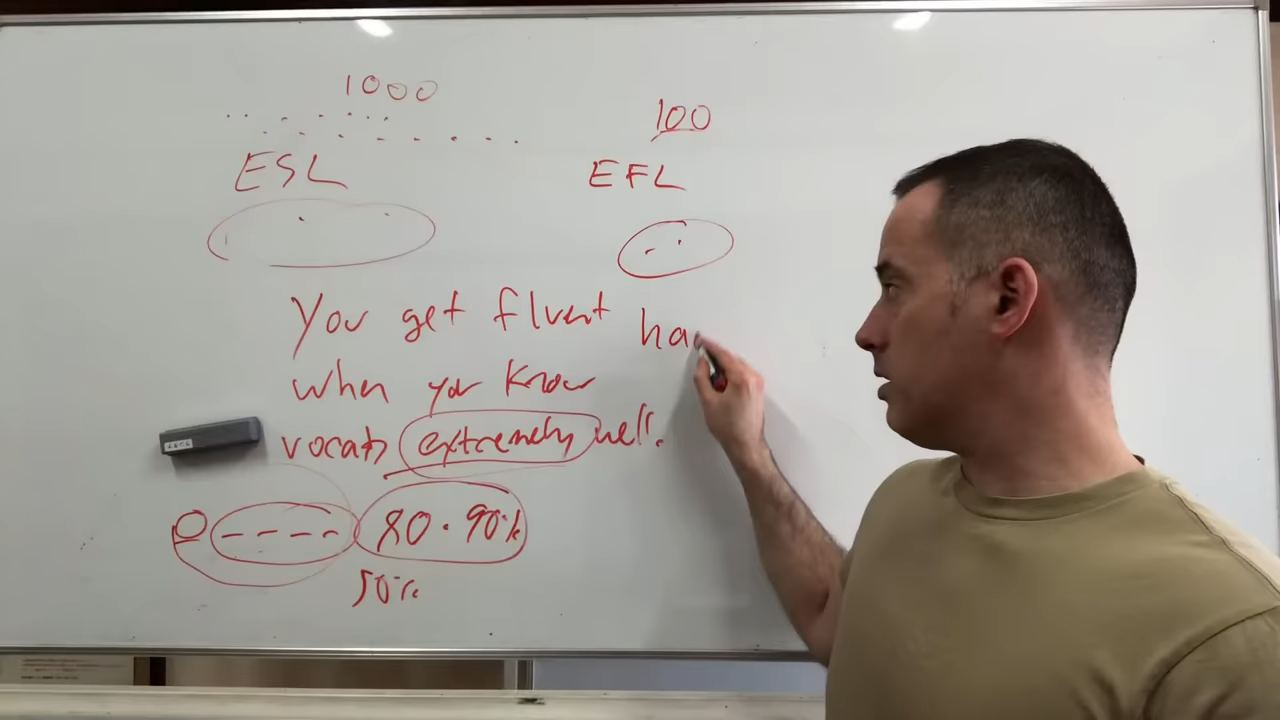 1000
100
ESL
EFL
You get fluent
ha
when you know
vocab extremely well.
80 · 90%
50%